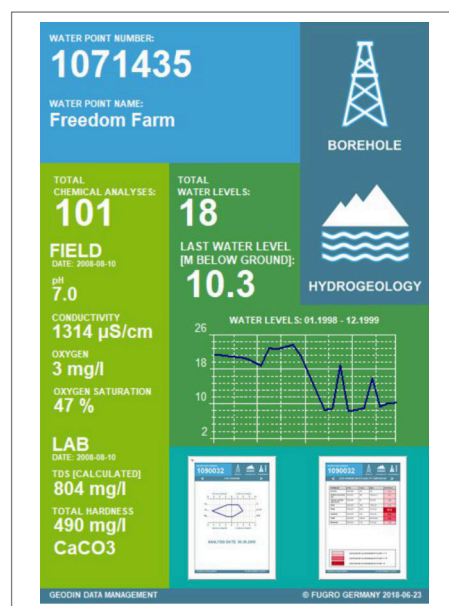 WATER POINT NUMBER:
1071435
WATER POINT NAME:
Freedom Farm
BOREHOLE
HYDROGEOLOGY
TOTAL
CHEMICAL ANALYSES:
101
FIELD
DATE: 2008-08-10
pH
7.0
CONDUCTIVITY
1314 µS/cm
OXYGEN
3 mg/l
OXYGEN SATURATION
47 %
LAB
DATE: 2008-08-10
TDS [CALCULATED]
804 mg/l
TOTAL HARDNESS
490 mg/l
CaCO3
TOTAL
WATER LEVELS:
18
LAST WATER LEVEL
[M BELOW GROUND]:
10.3
WATER LEVELS: 01.1998 - 12.1999
26
18
10
2
1090032
1090032
GEODIN DATA MANAGEMENT
© FUGRO GERMANY 2018-06-23